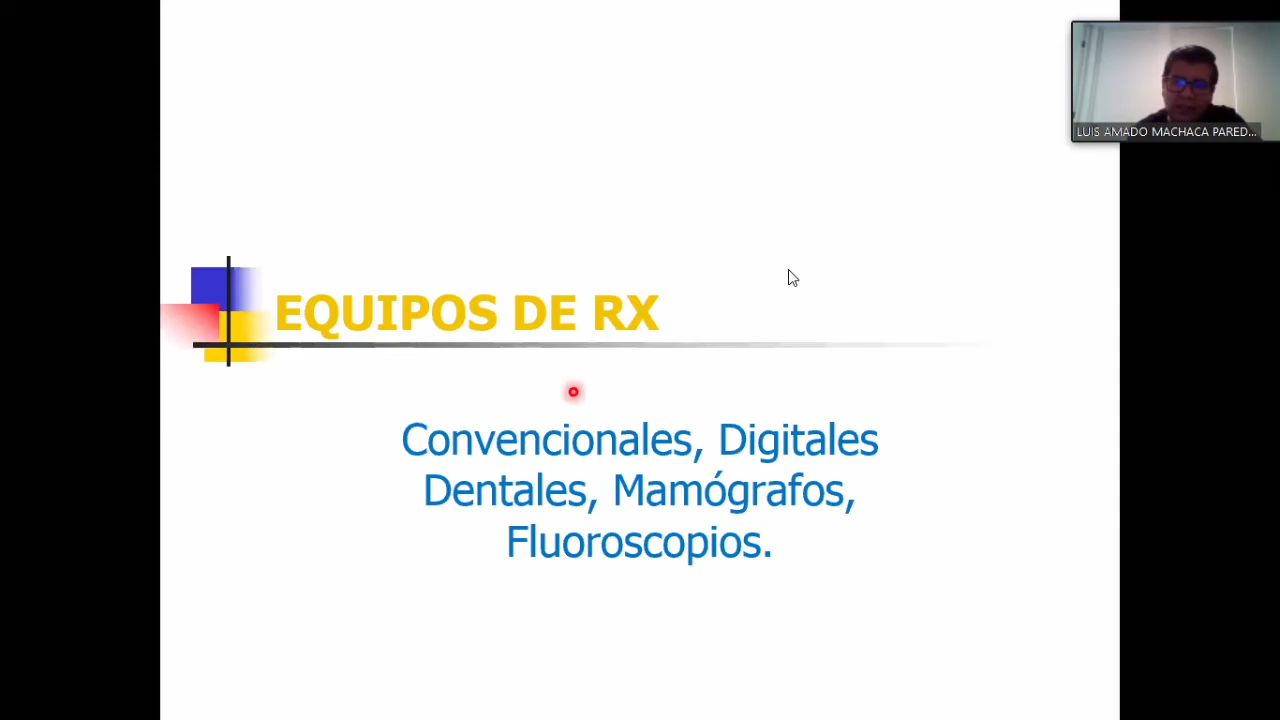 LUIS AMADO MACHACA PARED...
EQUIPOS DE RX
Convencionales, Digitales
Dentales, Mamógrafos,
Fluoroscopios.